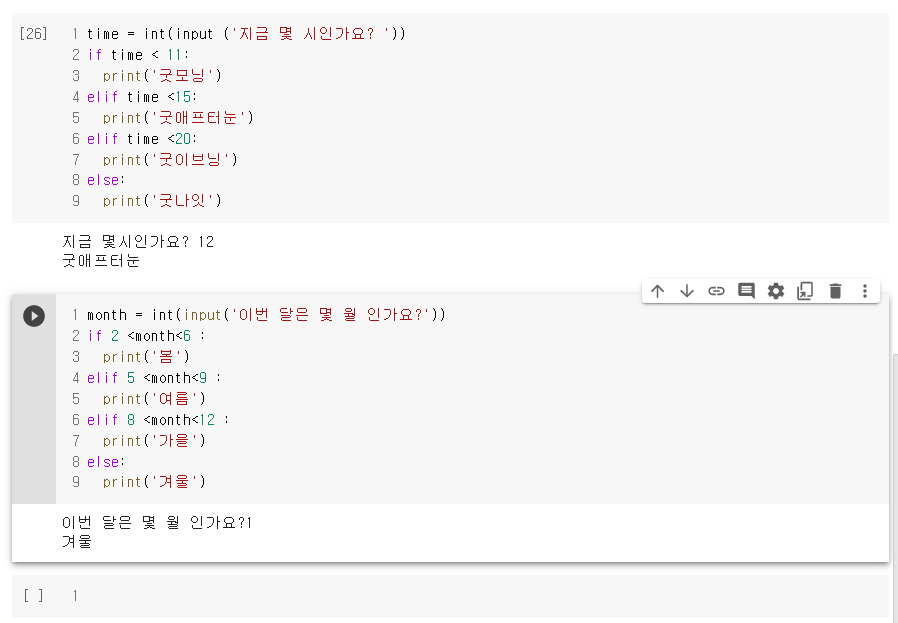 [26] 1 time = int(input ('지금 몇 시인가요? '))
2 if time < 11:
3   print('굿모닝')
4 elif time <15:
5   print('굿애프터눈')
6 elif time <20:
7   print('굿이브닝')
8 else:
9   print('굿나잇')
지금 몇시인가요? 12
굿애프터눈
1 month = int(input('이번 달은 몇 월 인가요?'))
2 if 2 <month<6 :
3   print('봄')
4 elif 5 <month<9 :
5   print('여름')
6 elif 8 <month<12 :
7   print('가을')
8 else:
9   print('겨울')
이번 달은 몇 월 인가요?1
겨울
[ ] 1